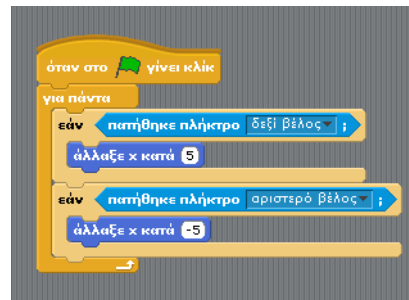 όταν στο γίνει κλίκ
για πάντα
εάν πατήθηκε πλήκτρο δεξί βέλος ;
άλλαξε x κατά 5
εάν πατήθηκε πλήκτρο αριστερό βέλος ;
άλλαξε x κατά -5